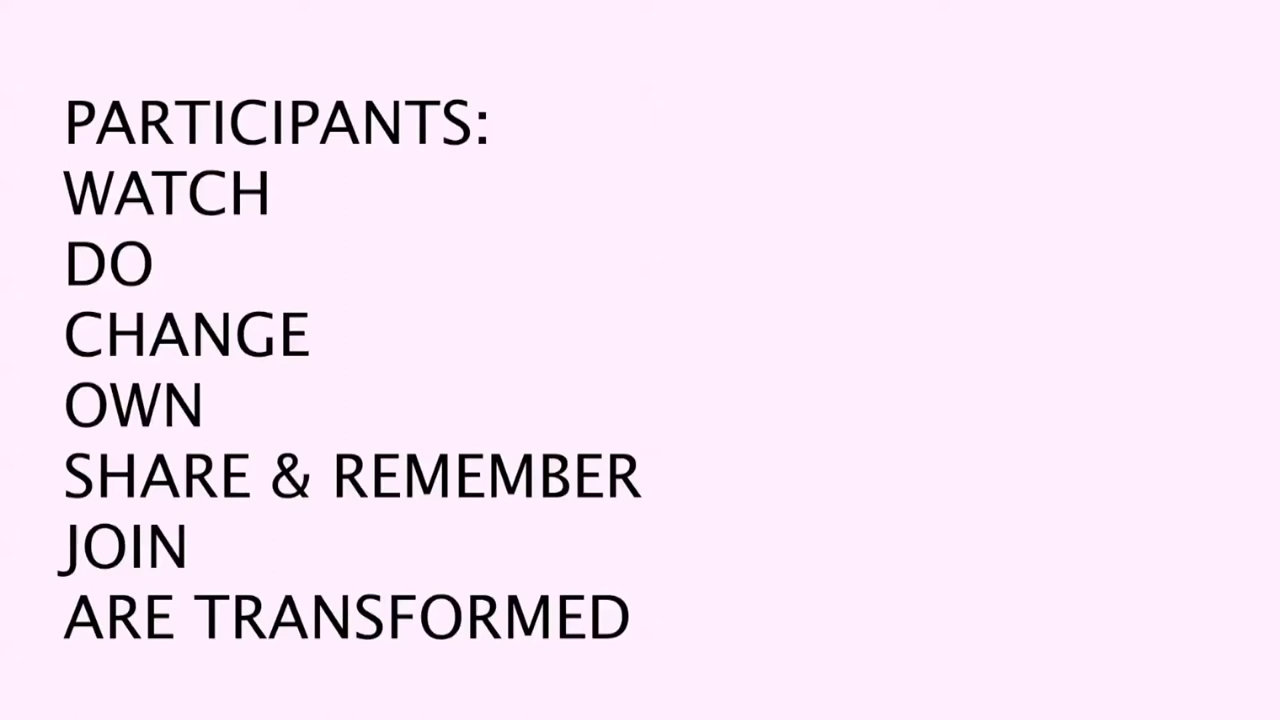 PARTICIPANTS:
WATCH
DO
CHANGE
OWN
SHARE & REMEMBER
JOIN
ARE TRANSFORMED